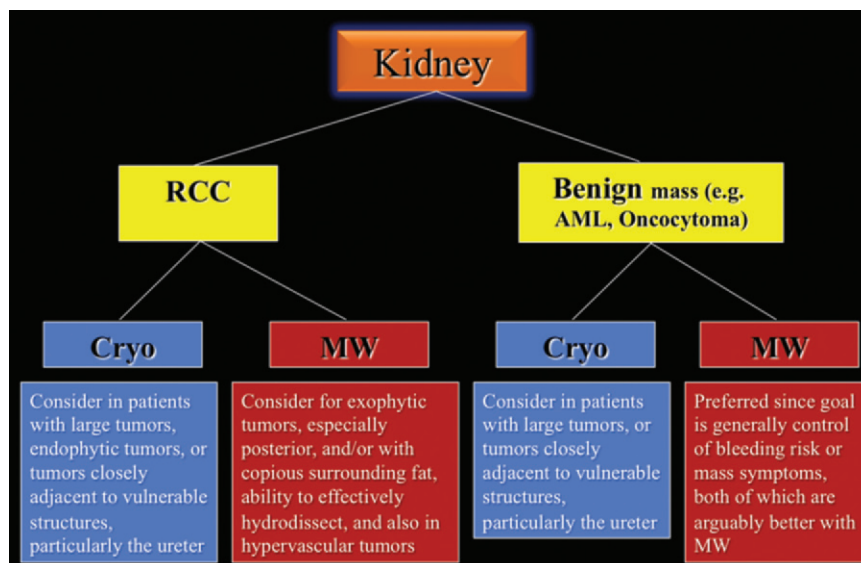 Kidney
RCC
Benign mass (e.g.
AML, Oncocytoma)
Cryo
Consider in patients
with large tumors,
endophytic tumors, or
tumors closely
adjacent to vulnerable
structures,
particularly the ureter
MW
Consider for exophytic
tumors, especially
posterior, and/or with
copious surrounding fat,
ability to effectively
hydrodissect, and also in
hypervascular tumors
Cryo
Consider in patients
with large tumors, or
tumors closely
adjacent to vulnerable
structures,
particularly the ureter
MW
Preferred since goal
is generally control
of bleeding risk or
mass symptoms,
both of which are
arguably better with
MW